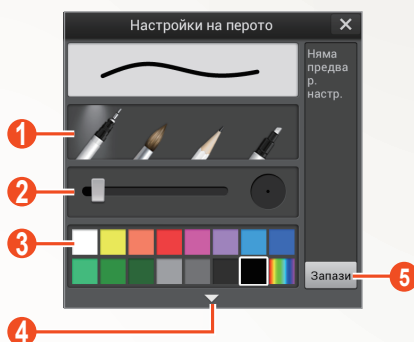 Настройки на перото
Няма
предва
р.
настр.
1
2
3
Запази
5
4